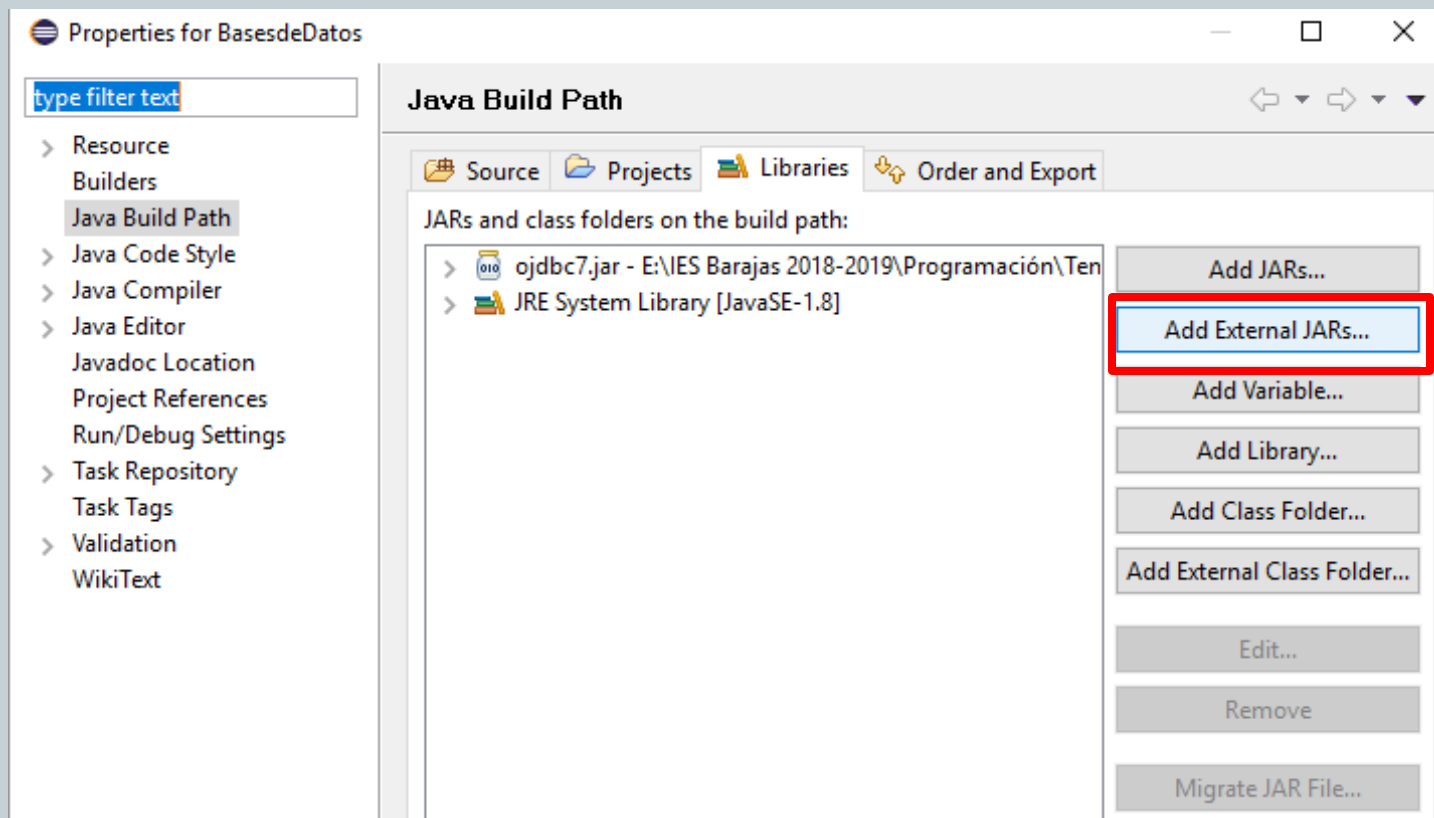 Properties for BasesdeDatos
type filter text
Resource
Builders
Java Build Path
Java Code Style
Java Compiler
Java Editor
Javadoc Location
Project References
Run/Debug Settings
Task Repository
Task Tags
Validation
WikiText
Java Build Path
Source Projects Libraries Order and Export
JARs and class folders on the build path:
ojdbc7.jar - E:\IES Barajas 2018-2019\Programación\Ten
JRE System Library [JavaSE-1.8]
Add JARs...
Add External JARs...
Add Variable...
Add Library...
Add Class Folder...
Add External Class Folder...
Edit...
Remove
Migrate JAR File...